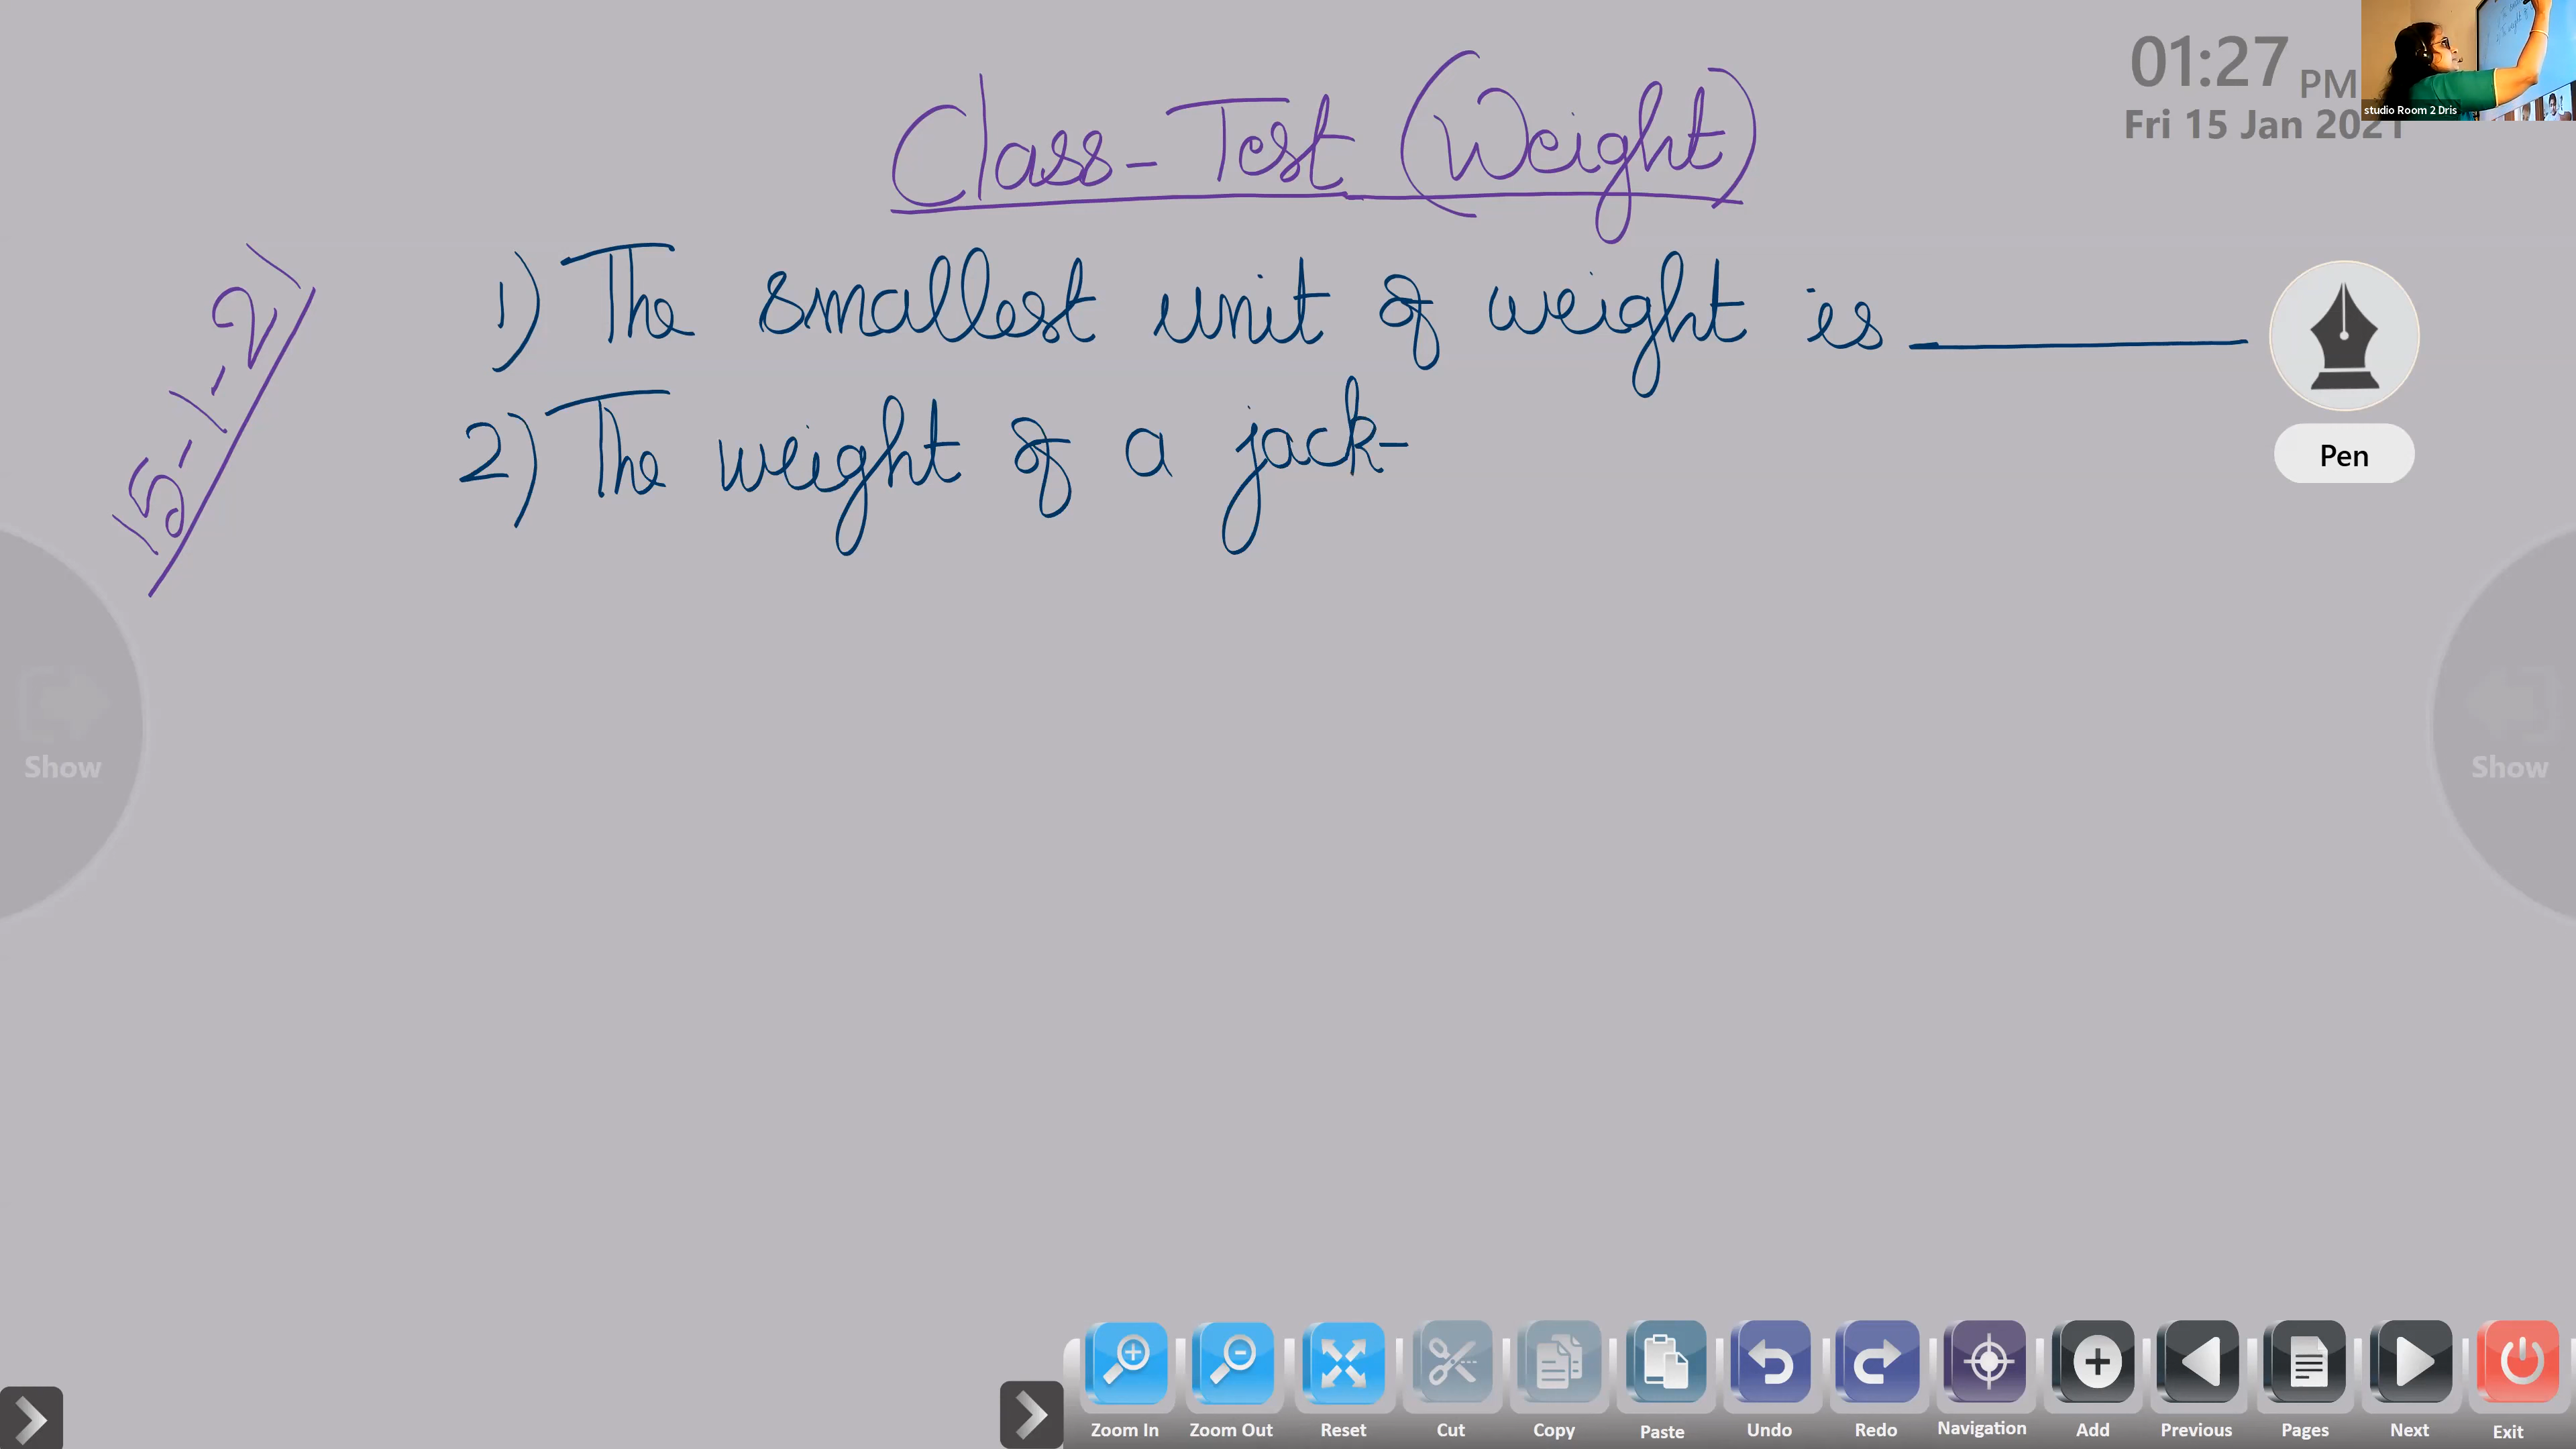 01:27 PM
Fri 15 Jan 2021
studio Room 2 Dris
Class-Test (Weight)
15-1-21
1) The smallest unit of weight is
2) The weight of a jack-
Pen
Show
Show
Zoom In Zoom Out Reset Cut Copy Paste Undo Redo Navigation Add Previous Pages Next Exit